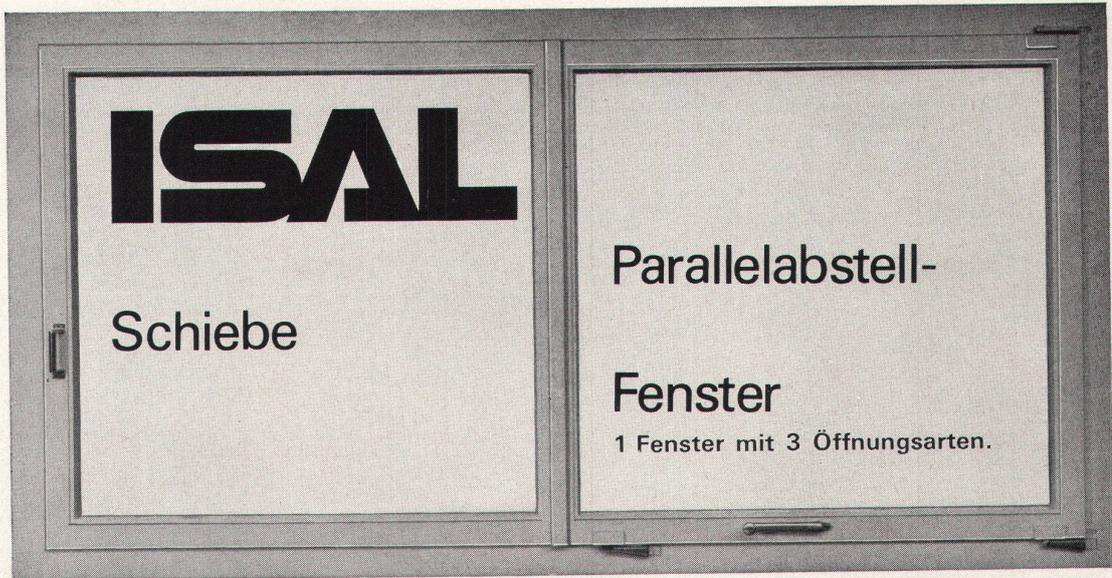 ISAL
Schiebe
Parallelabstell-
Fenster
1 Fenster mit 3 Öffnungsarten.